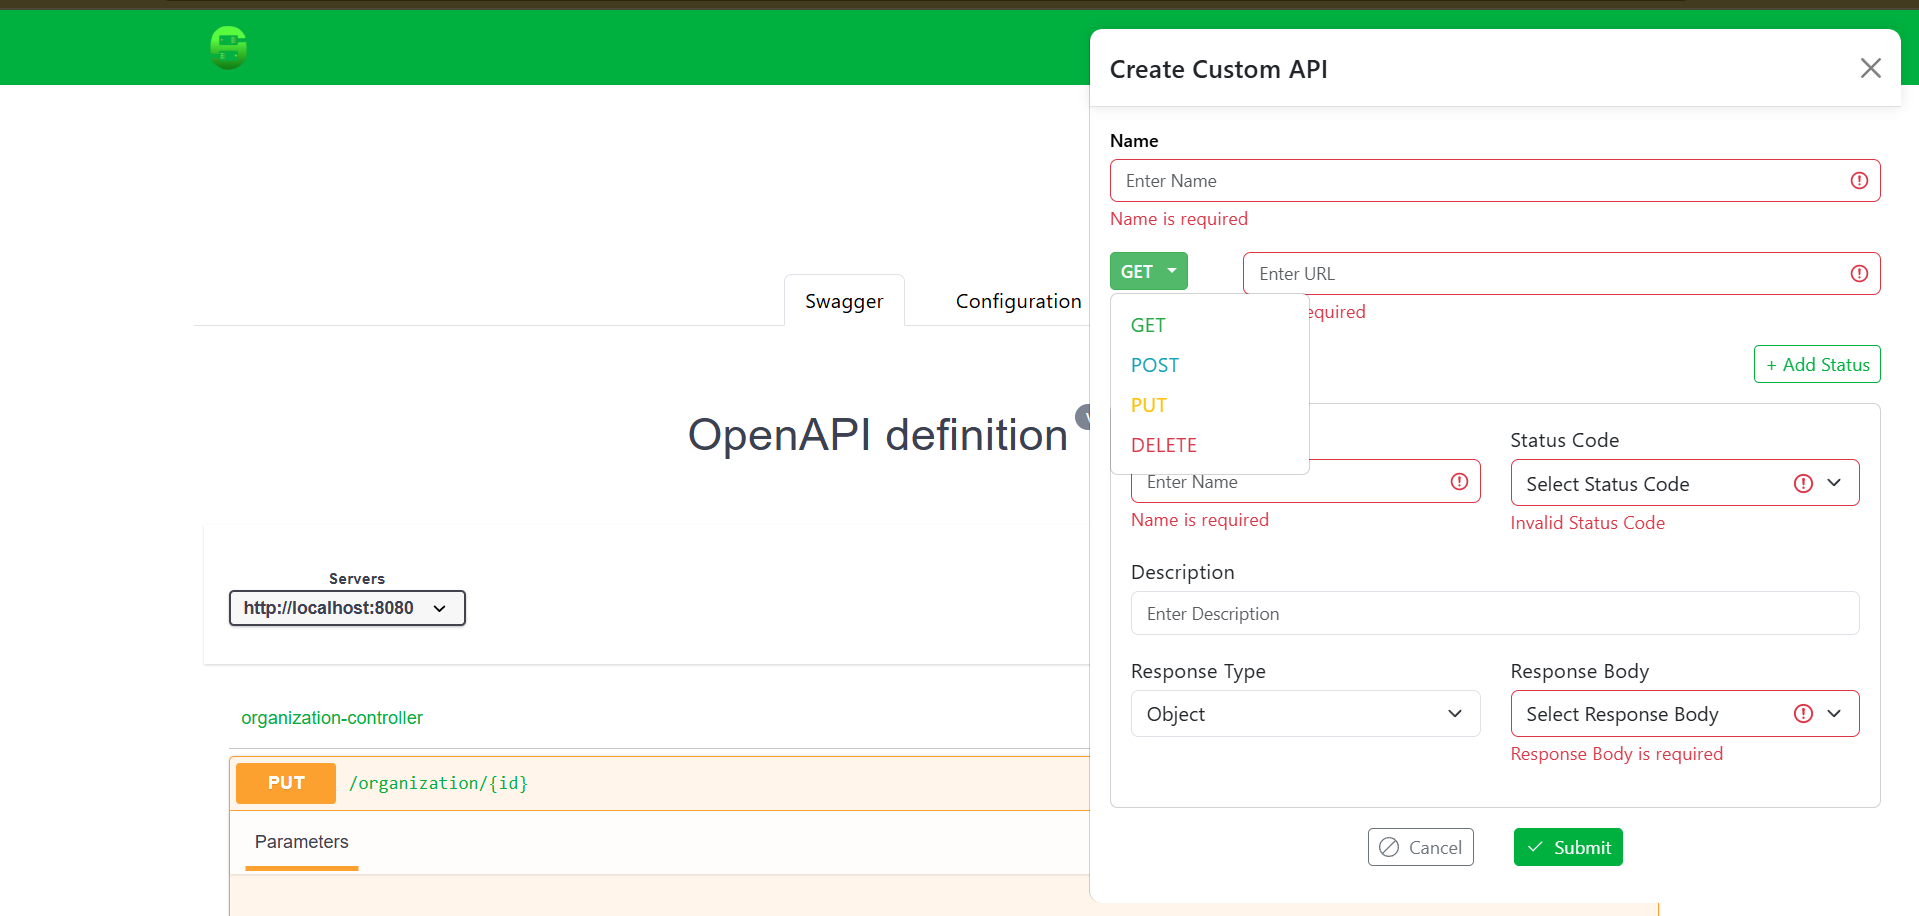 Create Custom API
Name
Enter Name
Name is required
GET
Enter URL
equired
GET
POST
PUT
DELETE
+ Add Status
Enter Name
Name is required
Status Code
Select Status Code
Invalid Status Code
Description
Enter Description
Response Type
Object
Response Body
Select Response Body
Response Body is required
Cancel
Submit
Swagger
Configuration
OpenAPI definition
Servers
http://localhost:8080
organization-controller
PUT
/organization/{id}
Parameters